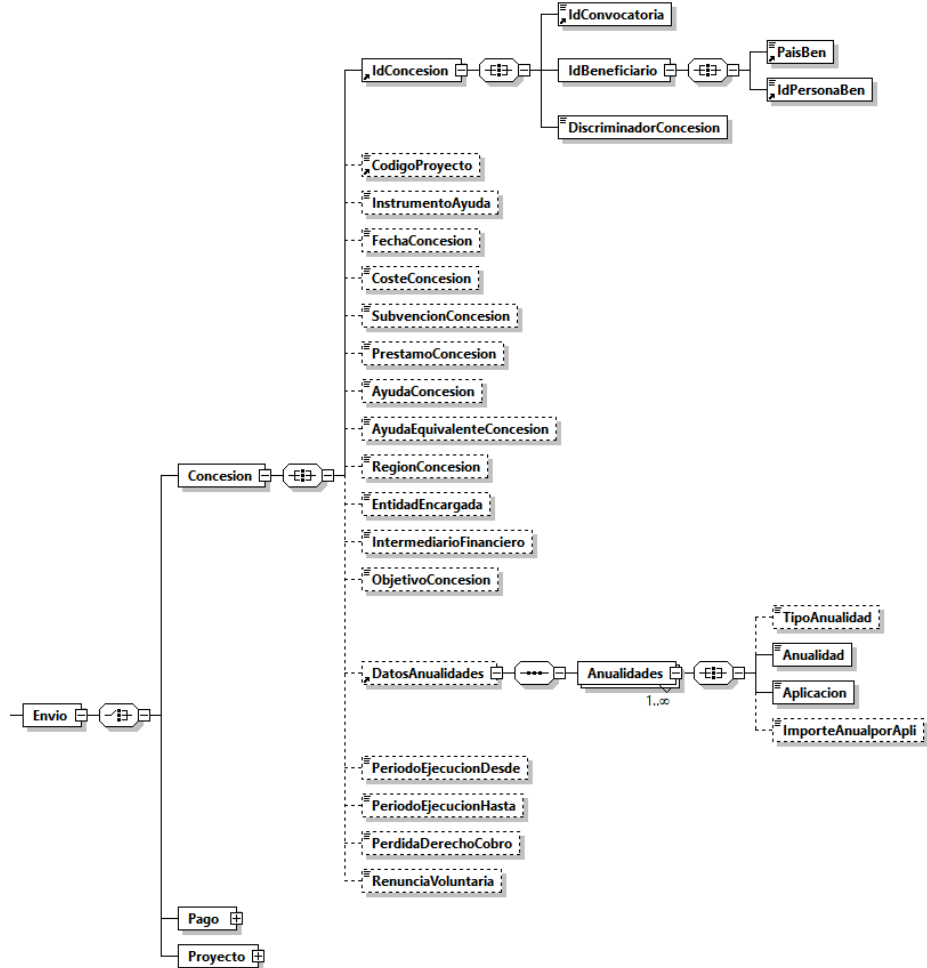 IdConvocatoria
PaisBen
IdConcesion
IdBeneficiario
IdPersonaBen
DiscriminadorConcesion
CodigoProyecto
InstrumentoAyuda
FechaConcesion
CosteConcesion
SubvencionConcesion
PrestamoConcesion
AyudaConcesion
AyudaEquivalenteConcesion
RegionConcesion
Concesion
EntidadEncargada
IntermediarioFinanciero
ObjetivoConcesion
TipoAnualidad
Anualidad
DatosAnualidades
Anualidades
1..∞
Aplicacion
ImporteAnualporApli
Envio
PeriodoEjecucionDesde
PeriodoEjecucionHasta
PerdidaDerechoCobro
RenunciaVoluntaria
Pago
Proyecto